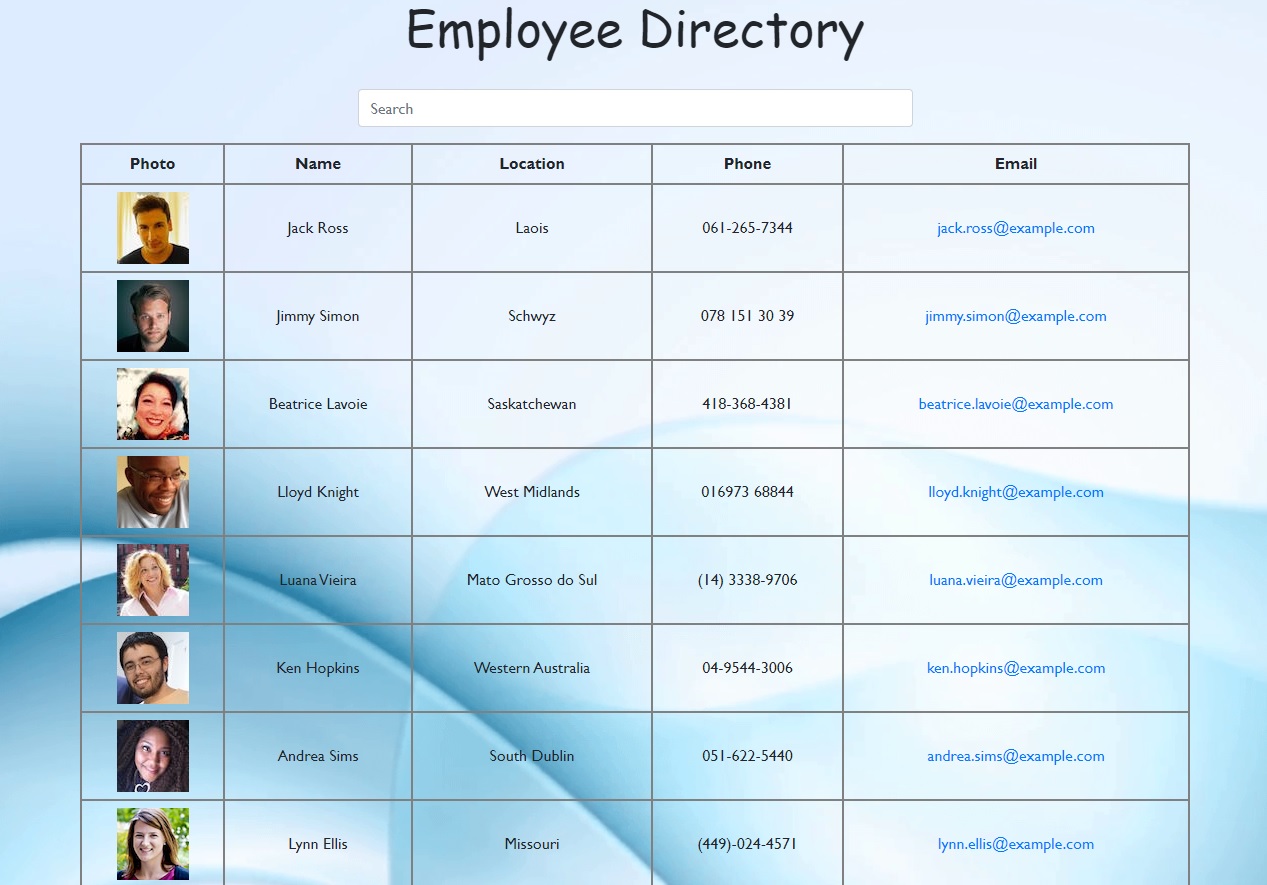 Employee Directory
Search
Photo Name Location Phone Email
Jack Ross Laois 061-265-7344 jack.ross@example.com
Jimmy Simon Schwyz 078 151 30 39 jimmy.simon@example.com
Beatrice Lavoie Saskatchewan 418-368-4381 beatrice.lavoie@example.com
Lloyd Knight West Midlands 016973 68844 lloyd.knight@example.com
Luana Vieira Mato Grosso do Sul (14) 3338-9706 luana.vieira@example.com
Ken Hopkins Western Australia 04-9544-3006 ken.hopkins@example.com
Andrea Sims South Dublin 051-622-5440 andrea.sims@example.com
Lynn Ellis Missouri (449)-024-4571 lynn.ellis@example.com